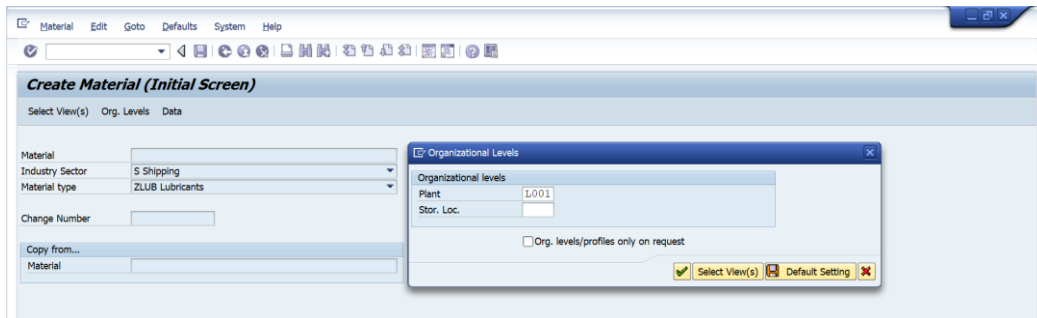 Material Edit Goto Defaults System Help
Create Material (Initial Screen)
Select View(s) Org. Levels Data
Material
Industry Sector S Shipping
Material type ZLUB Lubricants
Change Number
Copy from...
Material
Organizational Levels
Organizational levels
Plant L001
Stor. Loc.
Org. levels/profiles only on request
Select View(s) Default Setting